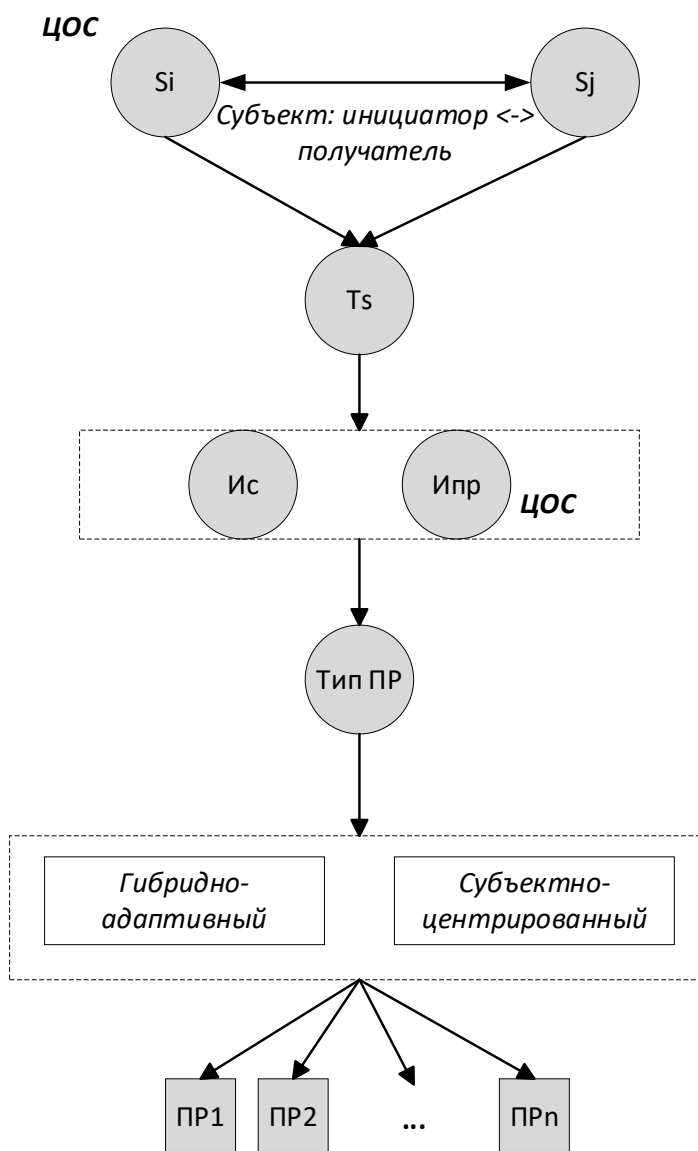 ЦОС
Si
Sj
Субъект: инициатор <->
получатель
Ts
Ис
Ипр
ЦОС
Тип ПР
Гибридно-
адаптивный
Субъектно-
центрированный
ПР1
ПР2
...
ПРn